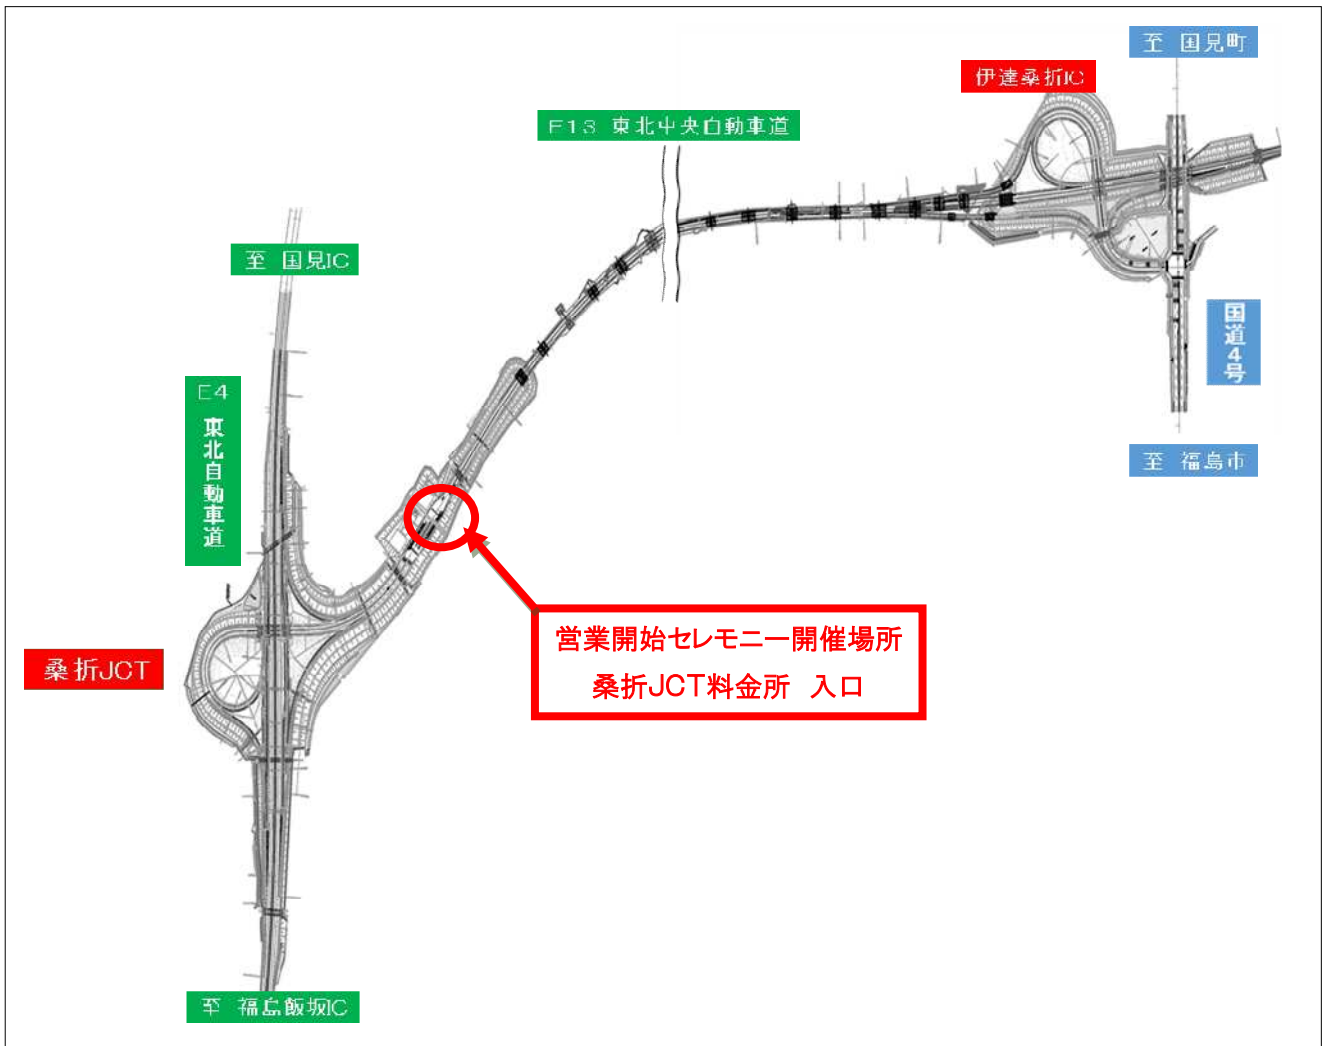 至 国見町
伊達桑折IC
E13 東北中央自動車道
至 国見IC
国道4号
E4
東北自動車道
至 福島市
営業開始セレモニー開催場所
桑折JCT料金所 入口
桑折JCT
至 福島飯坂IC